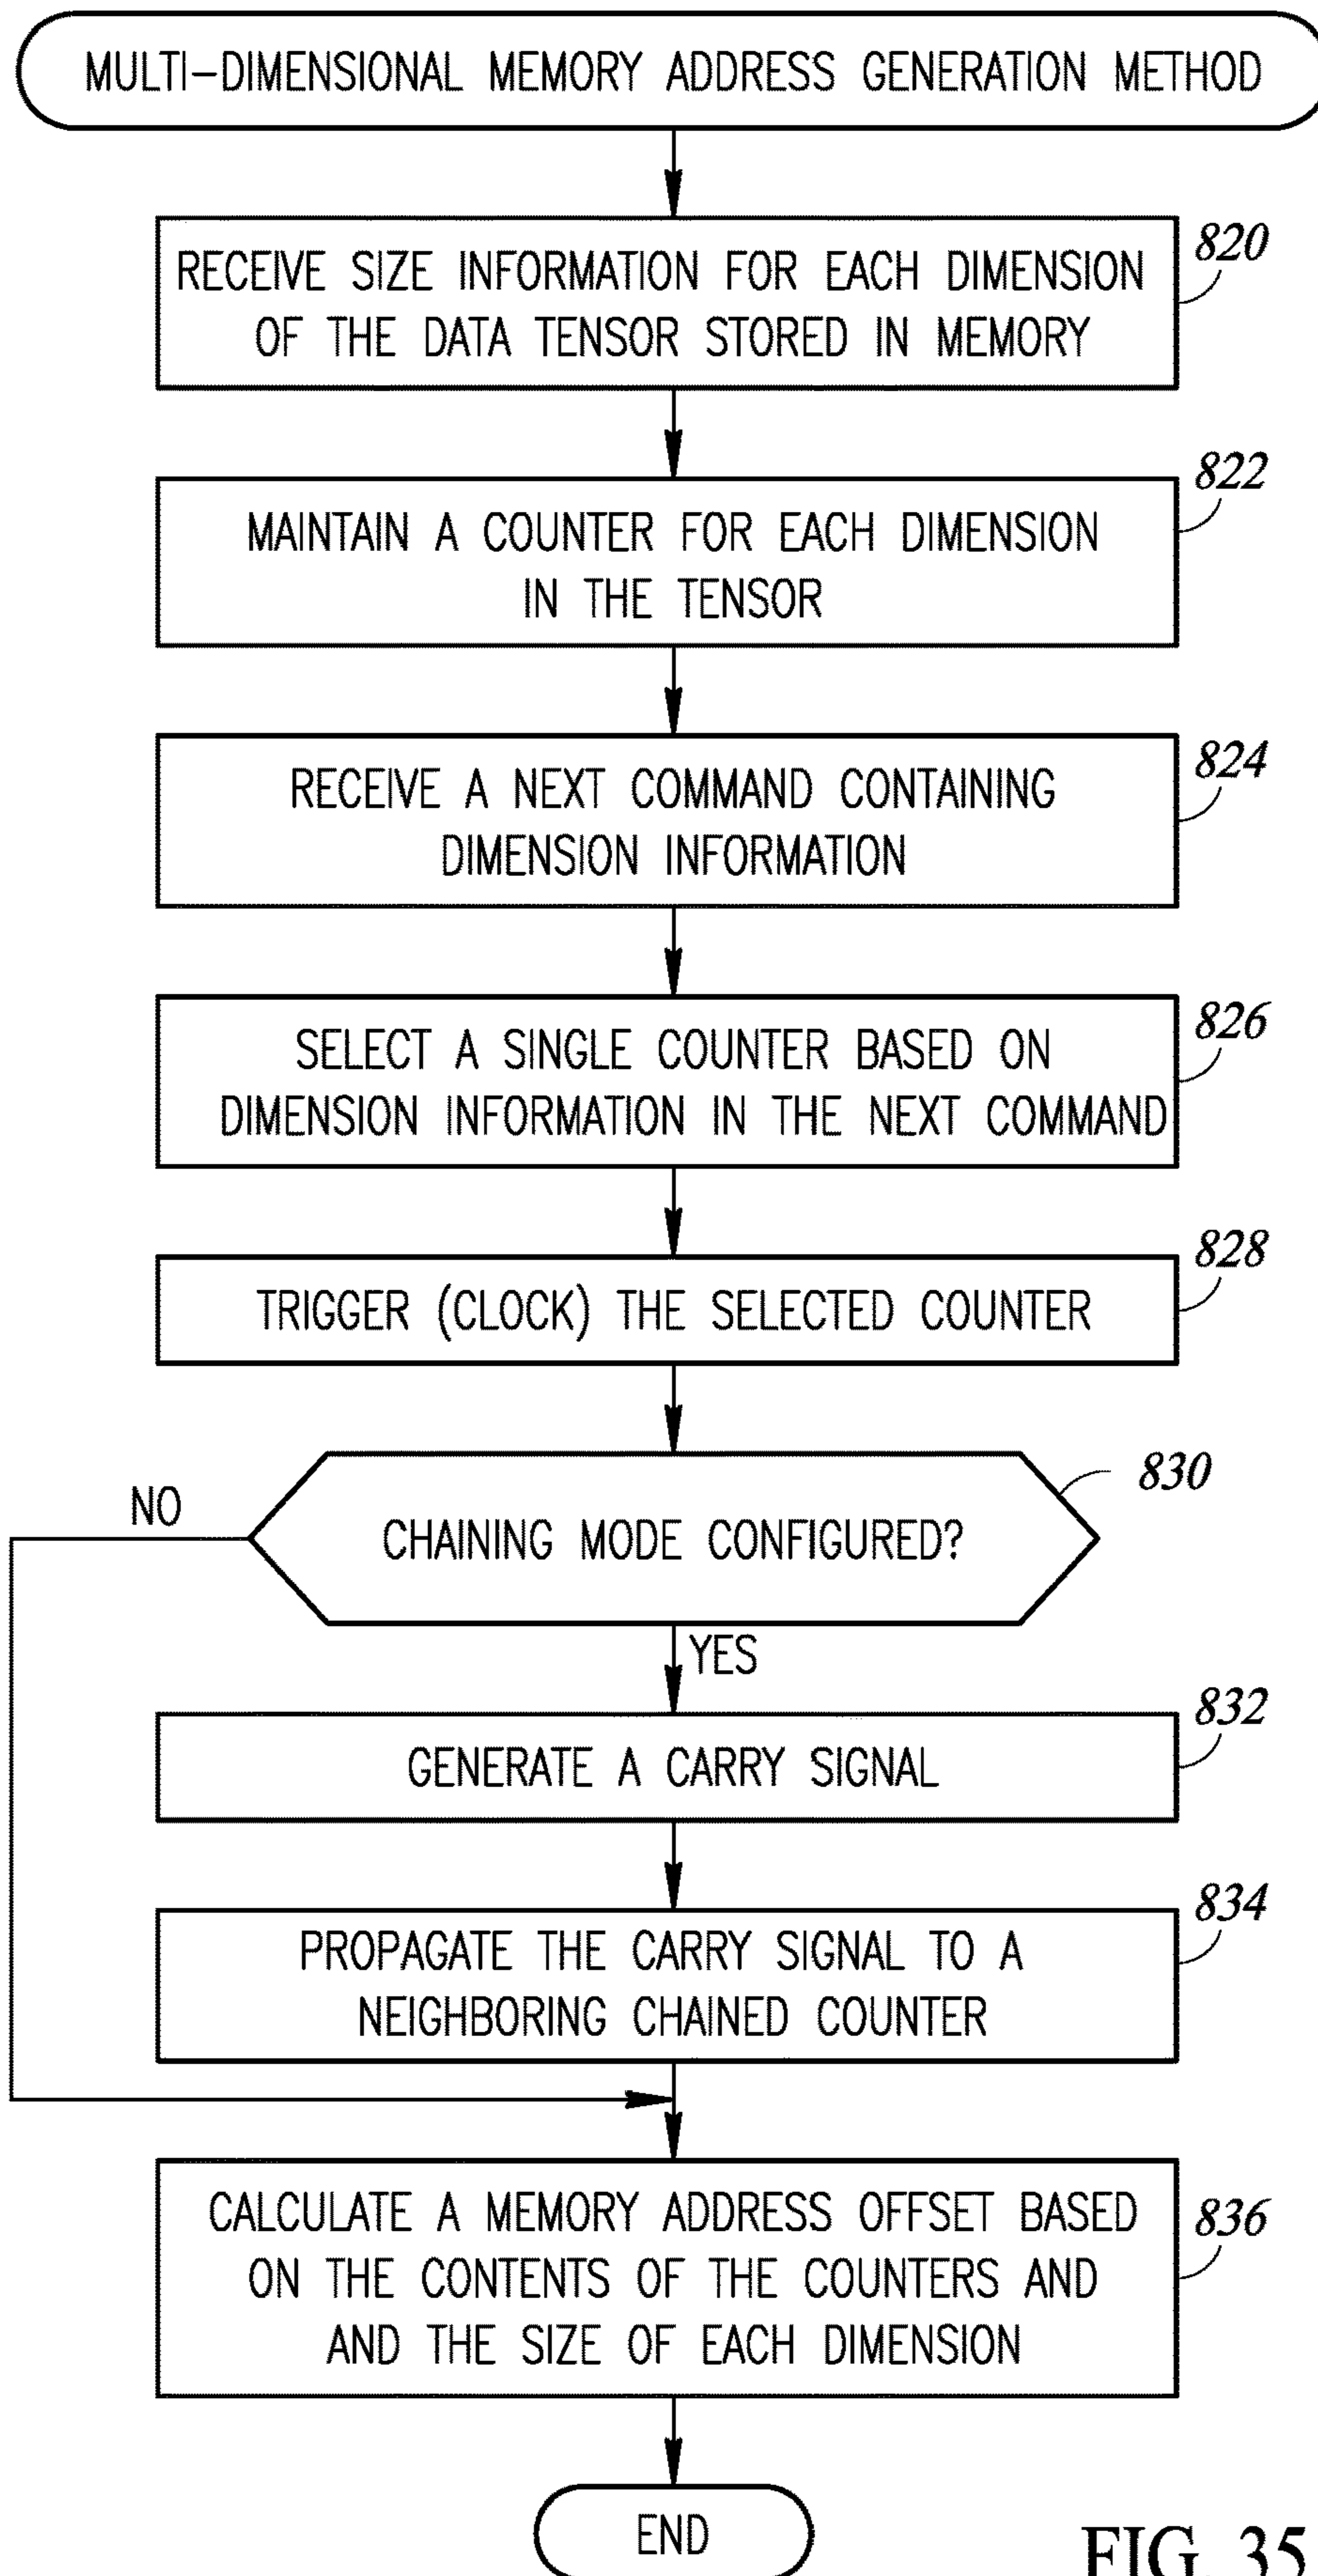 MULTI-DIMENSIONAL MEMORY ADDRESS GENERATION METHOD
820
RECEIVE SIZE INFORMATION FOR EACH DIMENSION
OF THE DATA TENSOR STORED IN MEMORY
822
MAINTAIN A COUNTER FOR EACH DIMENSION
IN THE TENSOR
824
RECEIVE A NEXT COMMAND CONTAINING
DIMENSION INFORMATION
826
SELECT A SINGLE COUNTER BASED ON
DIMENSION INFORMATION IN THE NEXT COMMAND
828
TRIGGER (CLOCK) THE SELECTED COUNTER
830
NO
CHAINING MODE CONFIGURED?
YES
832
GENERATE A CARRY SIGNAL
834
PROPAGATE THE CARRY SIGNAL TO A
NEIGHBORING CHAINED COUNTER
836
CALCULATE A MEMORY ADDRESS OFFSET BASED
ON THE CONTENTS OF THE COUNTERS AND
AND THE SIZE OF EACH DIMENSION
END
FIG. 35